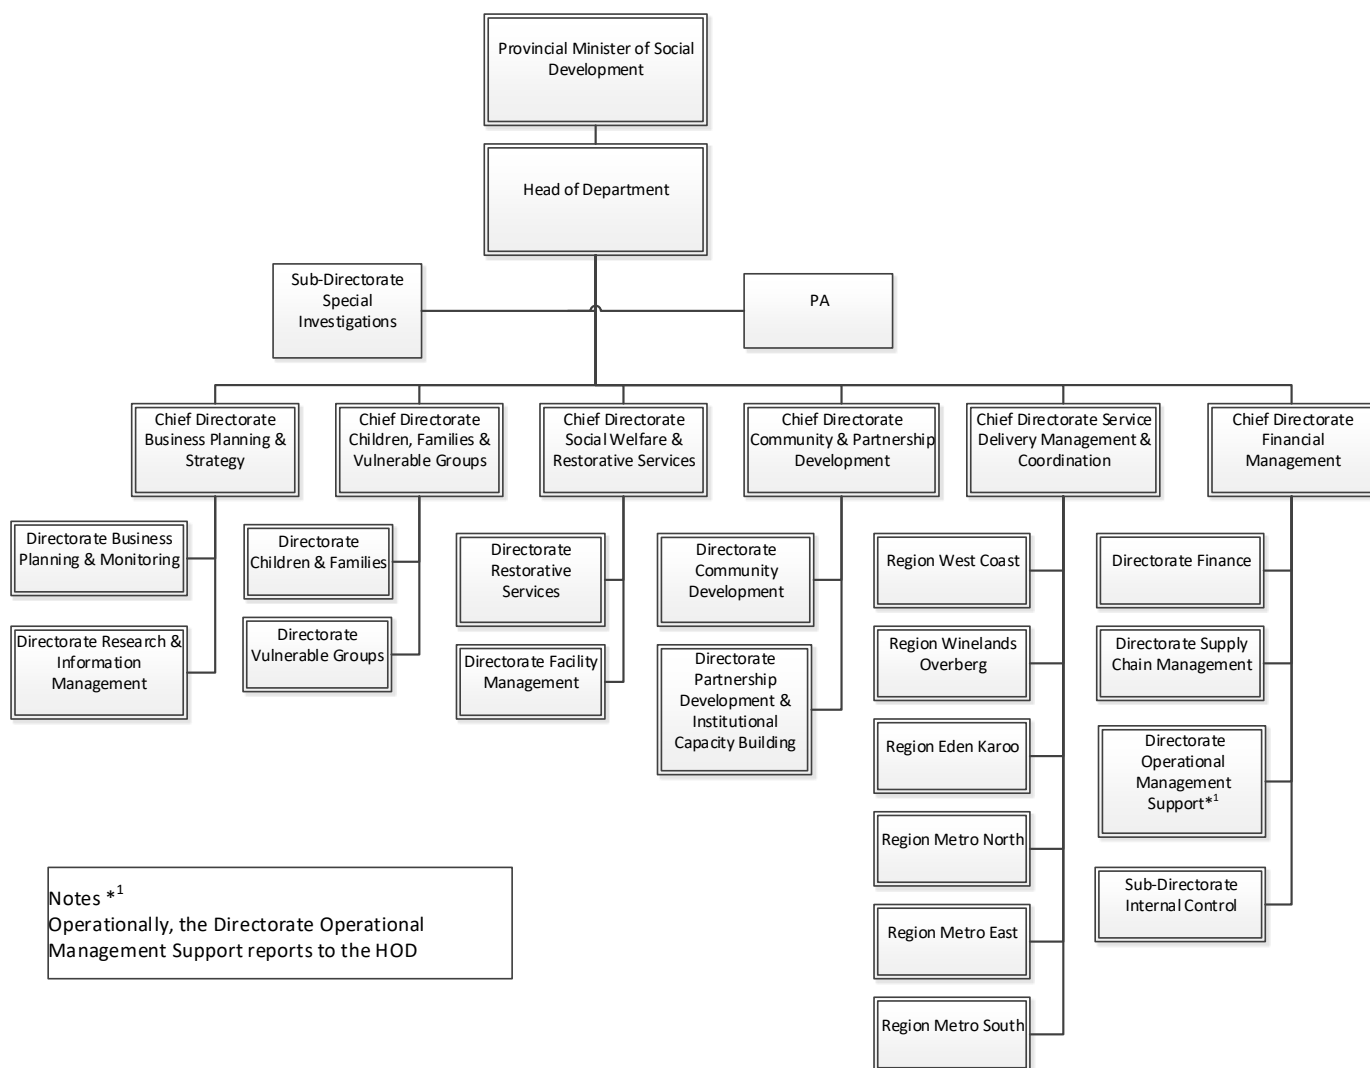 Provincial Minister of Social
Development
Head of Department
Sub-Directorate
Special
Investigations
PA
Chief Directorate
Business Planning &
Strategy
Chief Directorate
Children, Families &
Vulnerable Groups
Chief Directorate
Social Welfare &
Restorative Services
Chief Directorate
Community & Partnership
Development
Chief Directorate Service
Delivery Management &
Coordination
Chief Directorate
Financial
Management
Directorate Business
Planning & Monitoring
Directorate Research &
Information
Management
Directorate
Children & Families
Directorate
Vulnerable Groups
Directorate
Restorative
Services
Directorate Facility
Management
Directorate
Community
Development
Directorate
Partnership
Development &
Institutional
Capacity Building
Region West Coast
Region Winelands
Overberg
Region Eden Karoo
Region Metro North
Region Metro East
Region Metro South
Directorate Finance
Directorate Supply
Chain Management
Directorate
Operational
Management
Support*1
Sub-Directorate
Internal Control
Notes *1
Operationally, the Directorate Operational
Management Support reports to the HOD